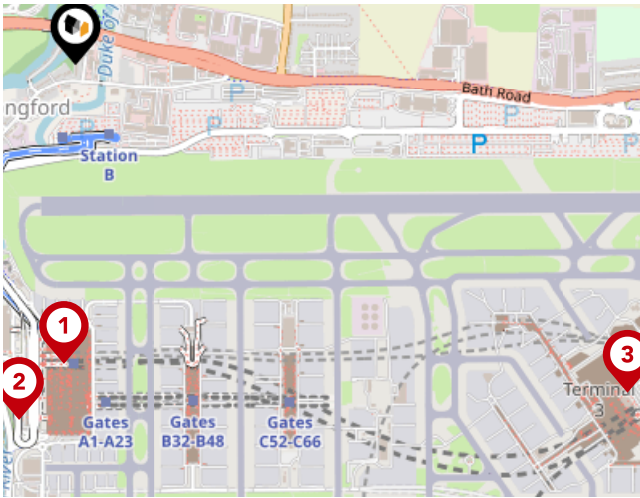 Duke of
Bath Road
ngford
P
P
P
P
P
P
Station
B
1
2
3
Terminal
3
Gates
A1-A23
Gates
B32-B48
Gates
C52-C66
River